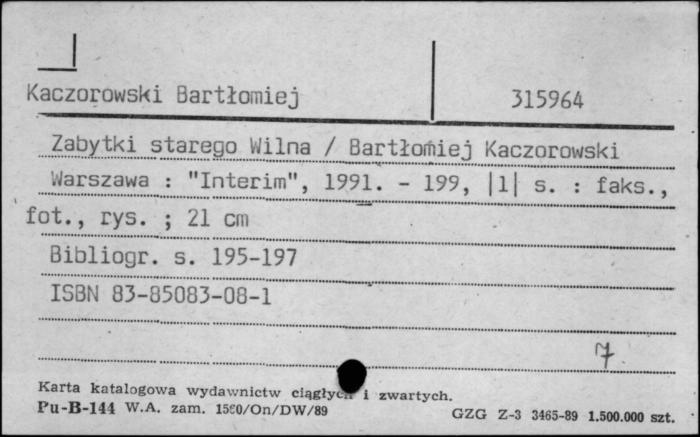 Kaczorowski Bartłomiej 315964
Zabytki starego Wilna / Bartłomiej Kaczorowski
Warszawa : "Interim", 1991. - 199, |1| s. : faks.,
fot., rys. ; 21 cm
Bibliogr. s. 195-197
ISBN 83-85083-08-1
7
Karta katalogowa wydawnictw ciągłych i zwartych.
Pu-B-144 W.A. zam. 1560/On/DW/89 GZG Z-3 3465-89 1.500.000 szt.